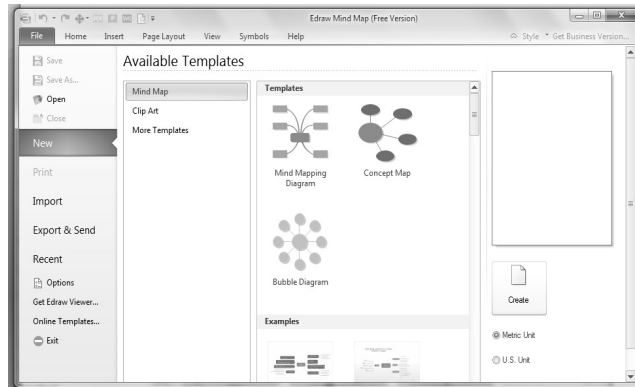 Edraw Mind Map (Free Version)
File Home Insert Page Layout View Symbols Help
Style Get Business Version...
Save
Save As...
Open
Close
New
Print
Import
Export & Send
Recent
Options
Get Edraw Viewer...
Online Templates...
Exit
Available Templates
Mind Map
Clip Art
More Templates
Templates
Mind Mapping
Diagram
Concept Map
Bubble Diagram
Examples
Create
Metric Unit
U.S. Unit